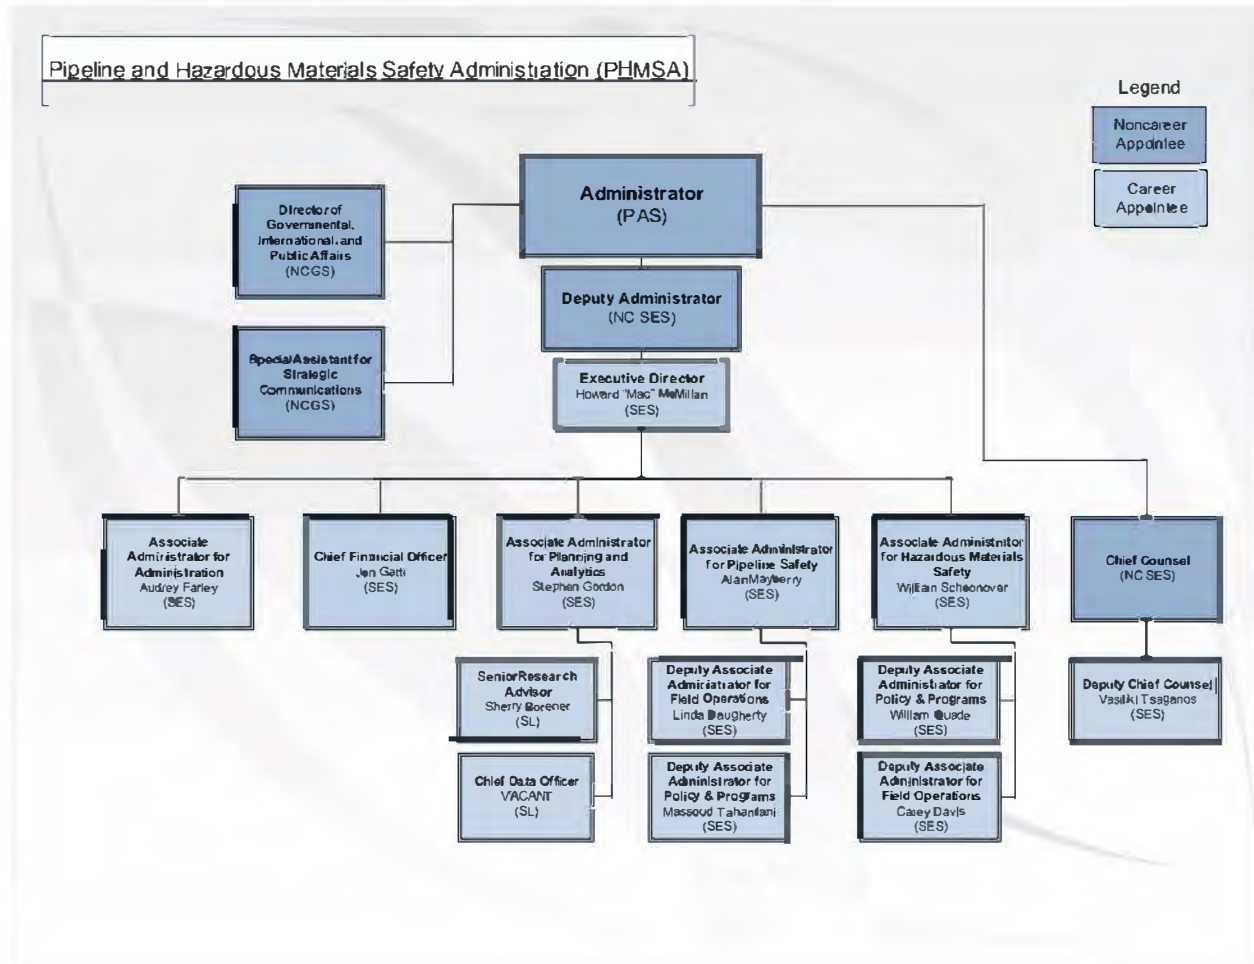 Pipeline and Hazardous Materials Safety Administration (PHMSA)
Legend
Noncareer
Appointee
Career
Appointee
Administrator
(PAS)
Director of
Governmental,
International, and
Public Affairs
(NCGS)
Deputy Administrator
(NC SES)
Special Assistant for
Strategic
Communications
(NCGS)
Executive Director
Howard "Mac" McMillan
(SES)
Associate
Administrator for
Administration
Audrey Farley
(SES)
Chief Financial Officer
Jen Gatti
(SES)
Associate Administrator
for Planning and
Analytics
Stephen Gordon
(SES)
Associate Administrator
for Pipeline Safety
Alan Mayberry
(SES)
Associate Administrator
for Hazardous Materials
Safety
William Schoonover
(SES)
Chief Counsel
(NC SES)
Senior Research
Advisor
Sherry Borener
(SL)
Deputy Associate
Administrator for
Field Operations
Linda Daugherty
(SES)
Deputy Associate
Administrator for
Policy & Programs
William Quade
(SES)
Deputy Chief Counsel
Vasiliki Tsaganos
(SES)
Chief Data Officer
VACANT
(SL)
Deputy Associate
Administrator for
Policy & Programs
Massoud
(SES)
Deputy Associate
Administrator for
Field Operations
Carey Davis
(SES)